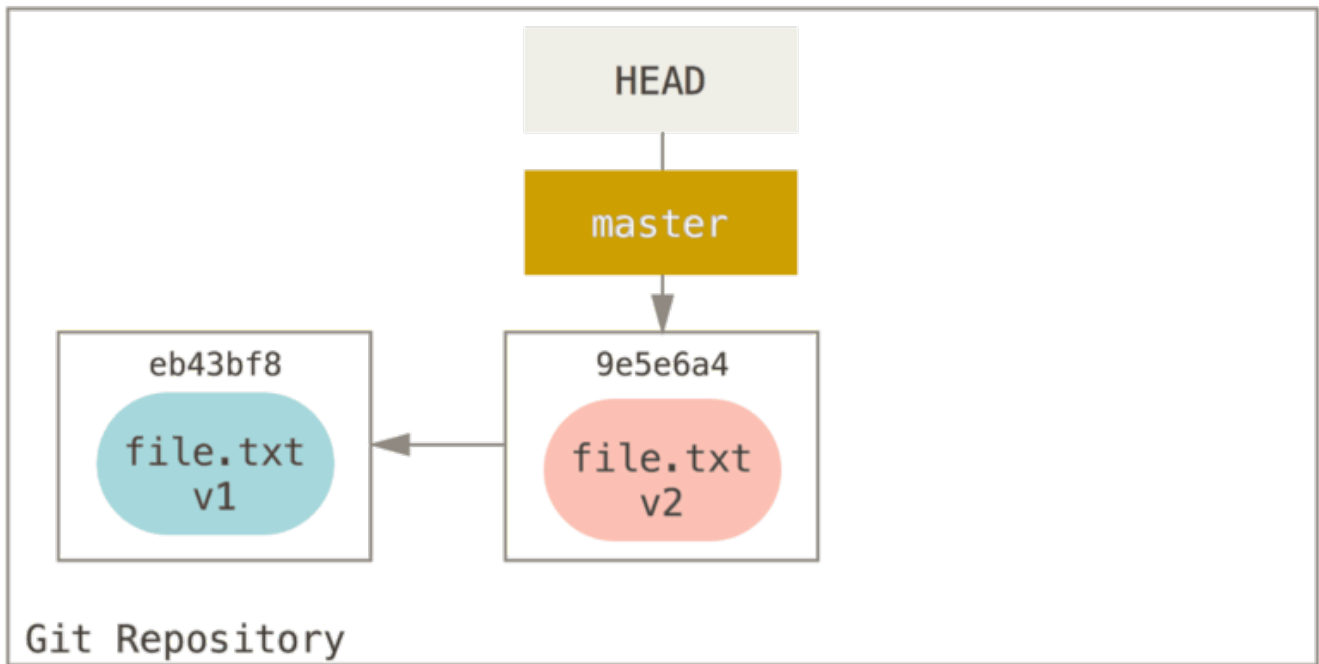 HEAD
master
eb43bf8
file.txt
v1
9e5e6a4
file.txt
v2
Git Repository